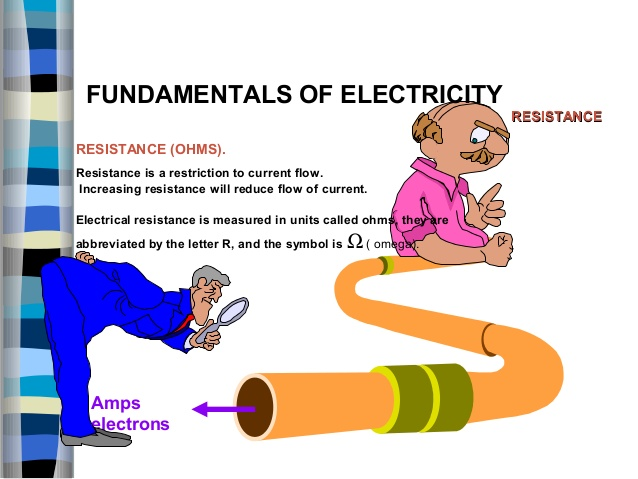 FUNDAMENTALS OF ELECTRICITY
RESISTANCE
RESISTANCE (OHMS).
Resistance is a restriction to current flow.
Increasing resistance will reduce flow of current.
Electrical resistance is measured in units called ohms, they are
abbreviated by the letter R, and the symbol is Ω ( omega).
Amps
electrons